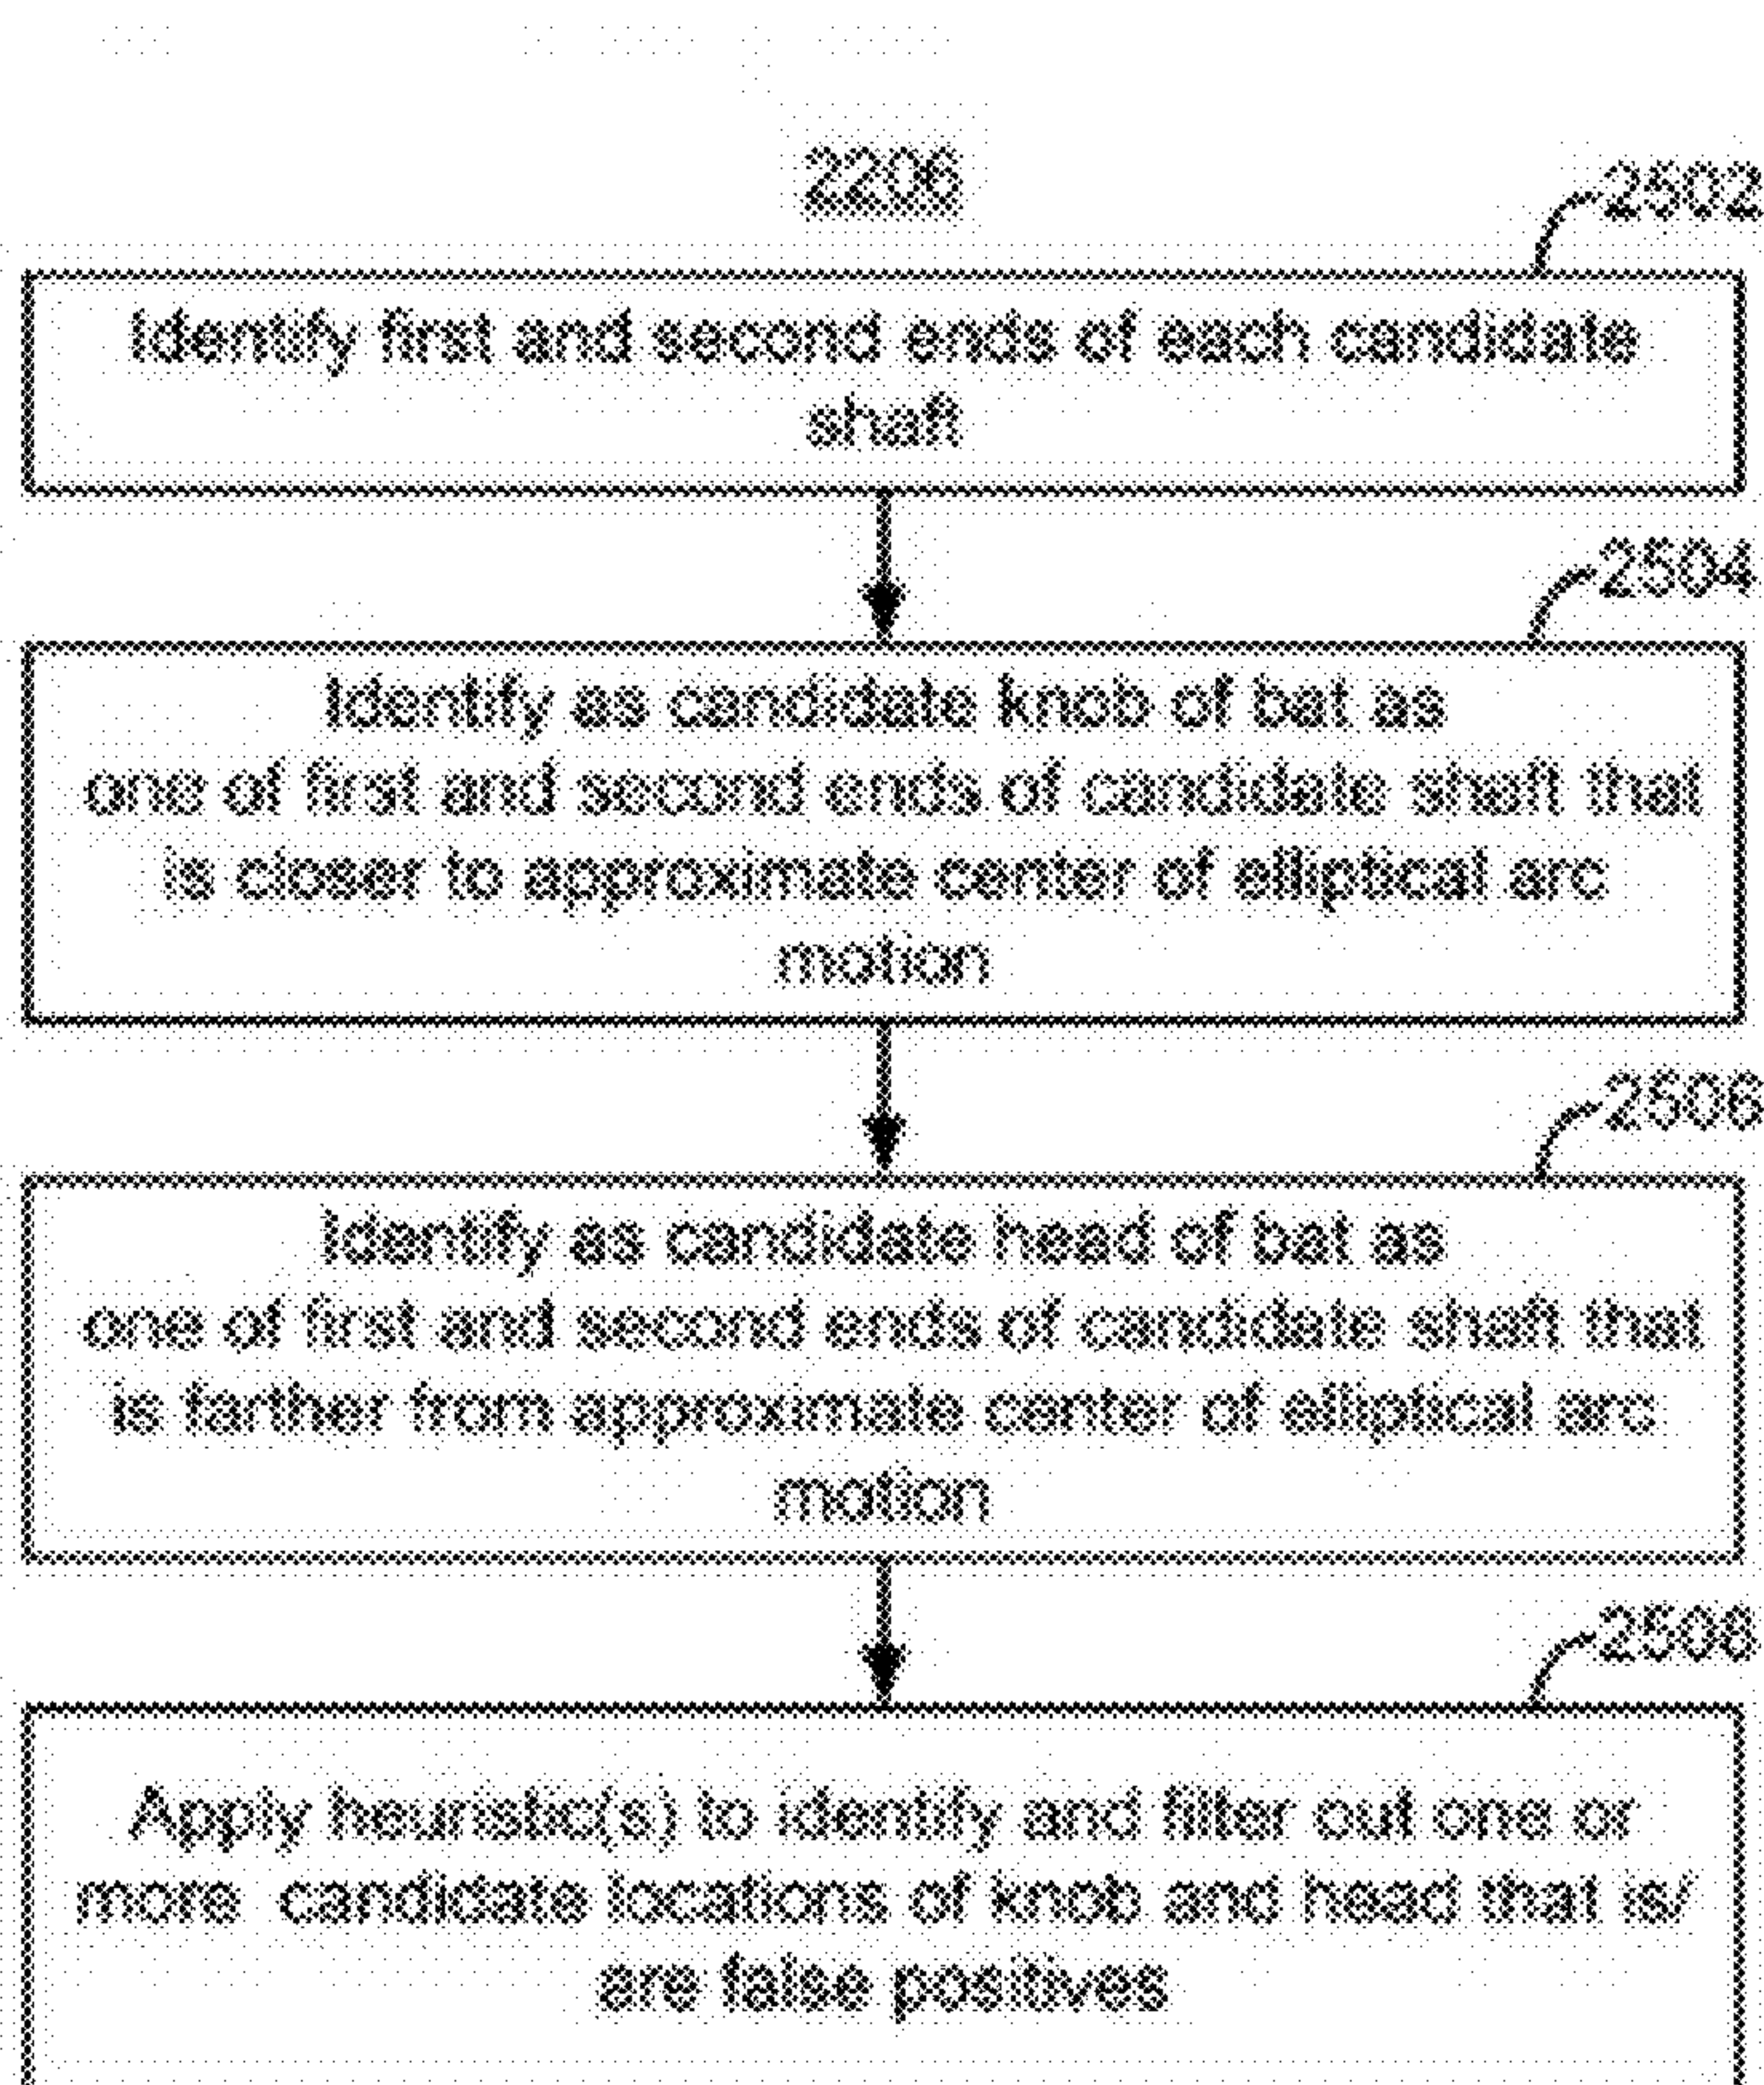 2206
2502
Identify first and second ends of each candidate
shaft
2504
Identify as candidate knob of bat as
one of first and second ends of candidate shaft that
is closer to approximate center of elliptical arc
motion
2506
Identify as candidate head of bat as
one of first and second ends of candidate shaft that
is farther from approximate center of elliptical arc
motion
2508
Apply heuristic(s) to identify and filter out one or
more candidate locations of knob and head that is/
are false positives